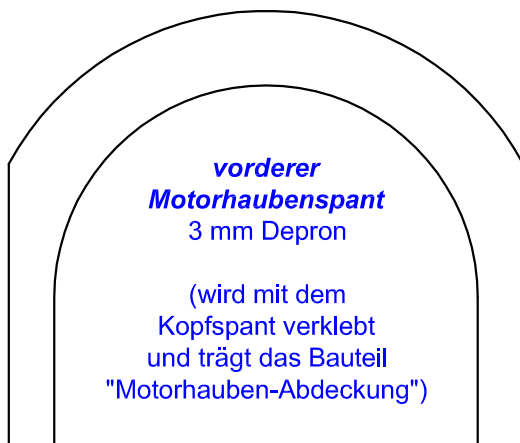 vorderer
Motorhaubenspant
3 mm Depron
(wird mit dem
Kopfspant verklebt
und trägt das Bauteil
"Motorhauben-Abdeckung")